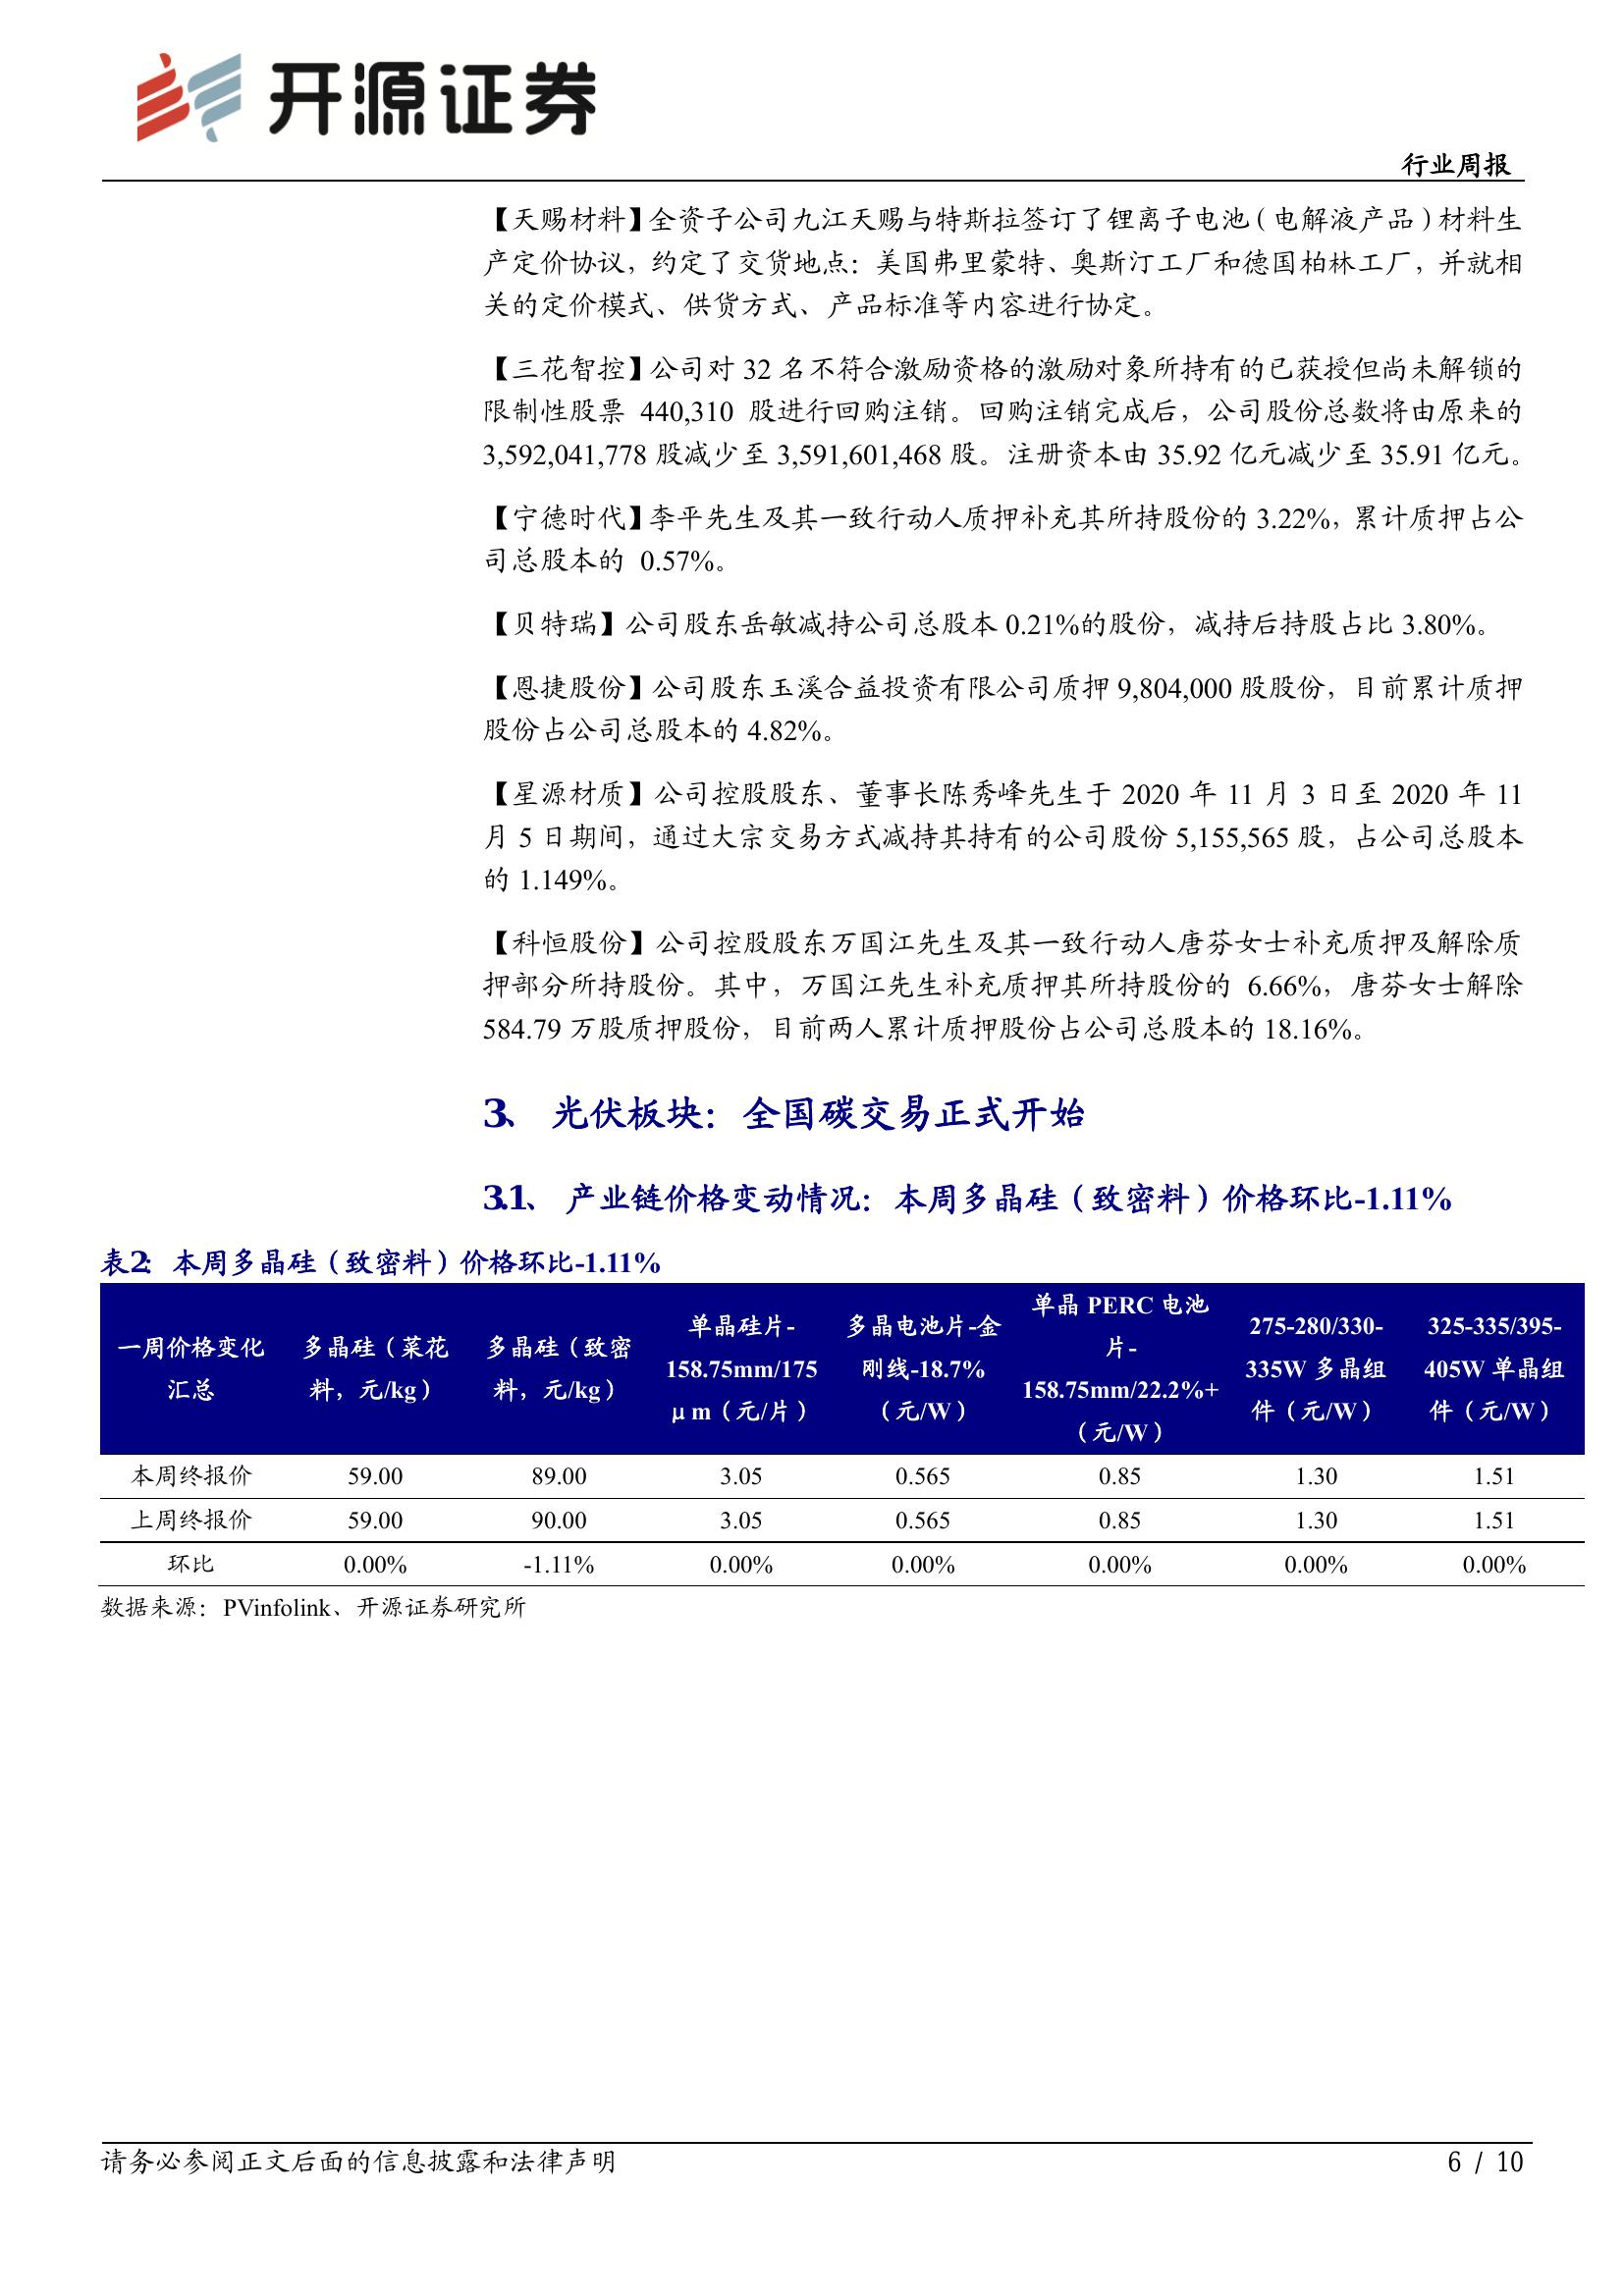 开源证券
行业周报
【天赐材料】全资子公司九江天赐与特斯拉签订了锂离子电池（电解液产品）材料生
产定价协议，约定了交货地点：美国弗里蒙特、奥斯汀工厂和德国柏林工厂，并就相
关的定价模式、供货方式、产品标准等内容进行协定。
【三花智控】公司对 32 名不符合激励资格的激励对象所持有的已获授但尚未解锁的
限制性股票 440,310 股进行回购注销。回购注销完成后，公司股份总数将由原来的
3,592,041,778 股减少至 3,591,601,468 股。注册资本由 35.92 亿元减少至 35.91 亿元。
【宁德时代】李平先生及其一致行动人质押补充其所持股份的 3.22%，累计质押占公
司总股本的 0.57%。
【贝特瑞】公司股东岳敏减持公司总股本 0.21%的股份，减持后持股占比 3.80%。
【恩捷股份】公司股东玉溪合益投资有限公司质押 9,804,000 股股份，目前累计质押
股份占公司总股本的 4.82%。
【星源材质】公司控股股东、董事长陈秀峰先生于 2020 年 11 月 3 日至 2020 年 11
月 5 日期间，通过大宗交易方式减持其持有的公司股份 5,155,565 股，占公司总股本
的 1.149%。
【科恒股份】公司控股股东万国江先生及其一致行动人唐芬女士补充质押及解除质
押部分所持股份。其中，万国江先生补充质押其所持股份的 6.66%，唐芬女士解除
584.79 万股质押股份，目前两人累计质押股份占公司总股本的 18.16%。
3、 光伏板块：全国碳交易正式开始
3.1、 产业链价格变动情况：本周多晶硅（致密料）价格环比-1.11%
表2：本周多晶硅（致密料）价格环比-1.11%
一周价格变化
汇总
多晶硅（菜花
料，元/kg）
多晶硅（致密
料，元/kg）
单晶硅片-
158.75mm/175
μm（元/片）
多晶电池片-金
刚线-18.7%
（元/W）
单晶 PERC 电池
片-
158.75mm/22.2%+
（元/W）
275-280/330-
335W 多晶组
件（元/W）
325-335/395-
405W 单晶组
件（元/W）
本周终报价 59.00 89.00 3.05 0.565 0.85 1.30 1.51
上周终报价 59.00 90.00 3.05 0.565 0.85 1.30 1.51
环比 0.00% -1.11% 0.00% 0.00% 0.00% 0.00% 0.00%
数据来源：PVinfolink、开源证券研究所
请务必参阅正文后面的信息披露和法律声明
6 / 10